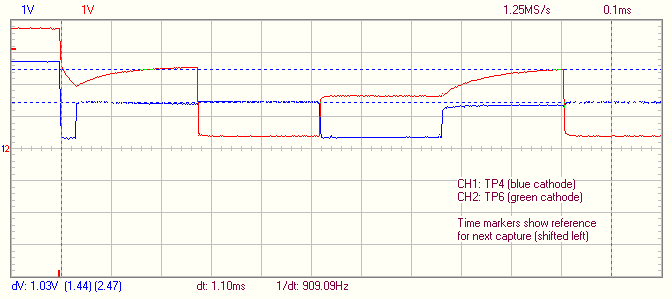 1V 1V 1.25MS/s 0.1ms
12
CH1: TP4 (blue cathode)
CH2: TP6 (green cathode)
Time markers show reference
for next capture (shifted left)
dV: 1.03V (1.44) (2.47) dt: 1.10ms 1/dt: 909.09Hz